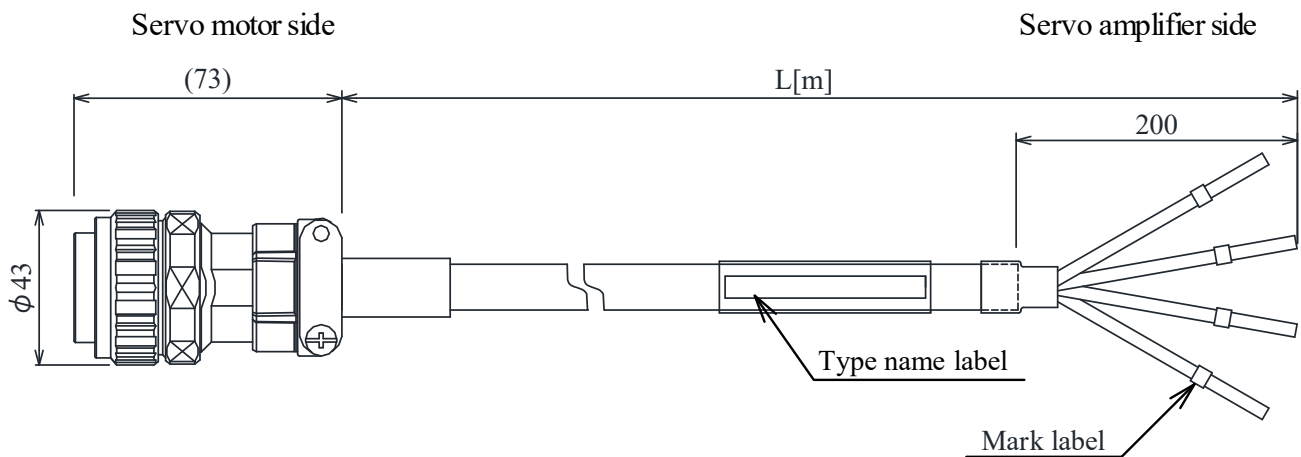 Servo motor side
Servo amplifier side
(73)
L[m]
200
ϕ43
Type name label
Mark label